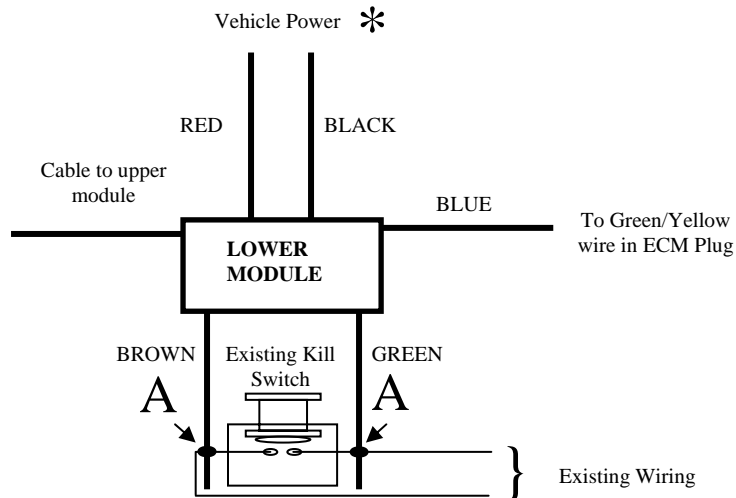 Vehicle Power *
RED
BLACK
Cable to upper
module
BLUE
To Green/Yellow
wire in ECM Plug
LOWER
MODULE
BROWN
Existing Kill
Switch
GREEN
A
A
}
Existing Wiring